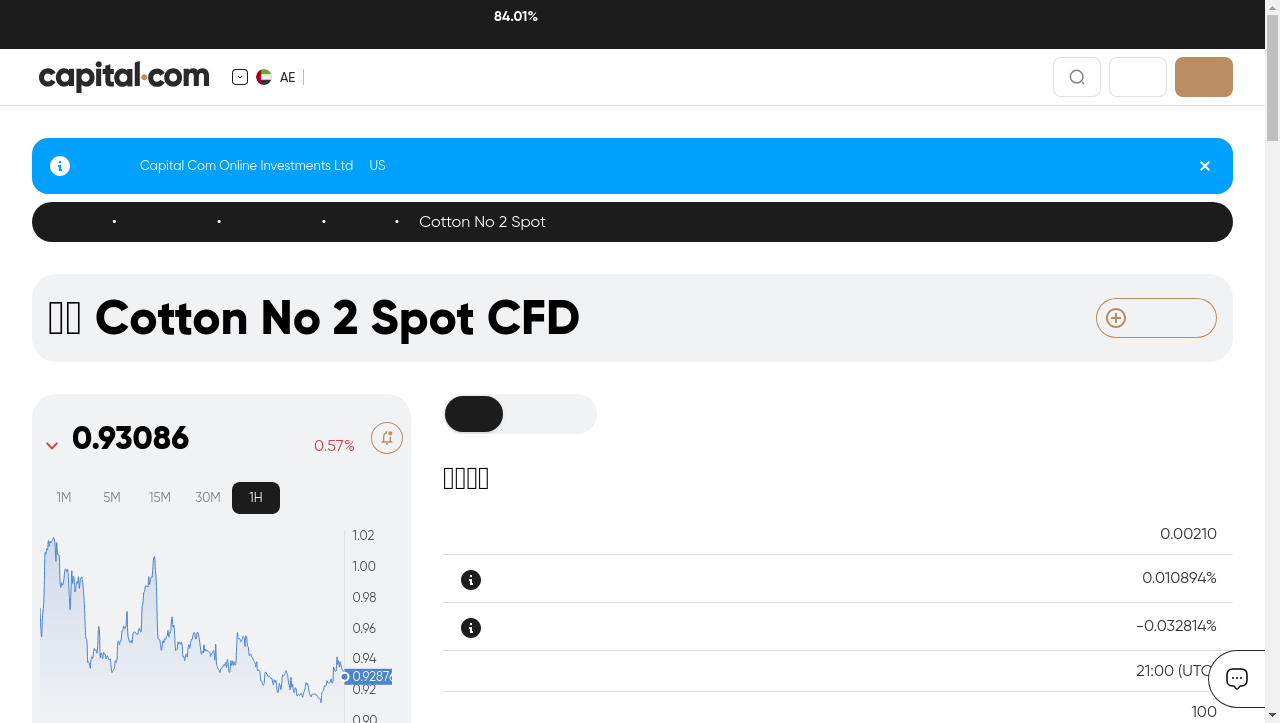 84.01%
capital.com
AE
Capital Com Online Investments Ltd US
Cotton No 2 Spot
Cotton No 2 Spot CFD
0.93086
0.57%
1M 5M 15M 30M 1H
1.02
1.00
0.98
0.96
0.94
0.92876
0.92
0.90
0.00210
0.010894%
-0.032814%
21:00 (UTC
100